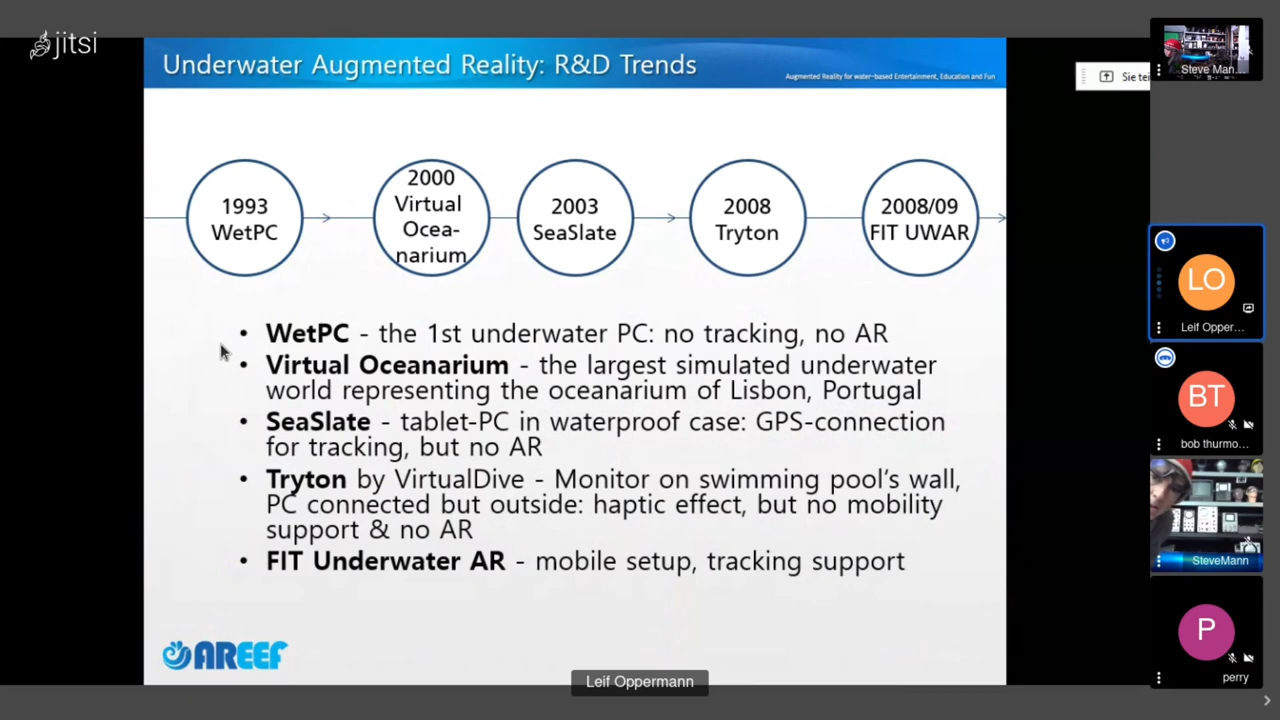 jitsi
Underwater Augmented Reality: R&D Trends
Augmented Reality for water-based Entertainment, Education and Fun
1993
WetPC
2000
Virtual
Ocea-
narium
2003
SeaSlate
2008
Tryton
2008/09
FIT UWAR
• WetPC - the 1st underwater PC: no tracking, no AR
• Virtual Oceanarium - the largest simulated underwater
world representing the oceanarium of Lisbon, Portugal
• SeaSlate - tablet-PC in waterproof case: GPS-connection
for tracking, but no AR
• Tryton by VirtualDive - Monitor on swimming pool's wall,
PC connected but outside: haptic effect, but no mobility
support & no AR
• FIT Underwater AR - mobile setup, tracking support
AREEF
Leif Oppermann
Sie tei
Steve Man...
LO
Leif Opper...
BT
bob thurmo...
SteveMann
P
perry